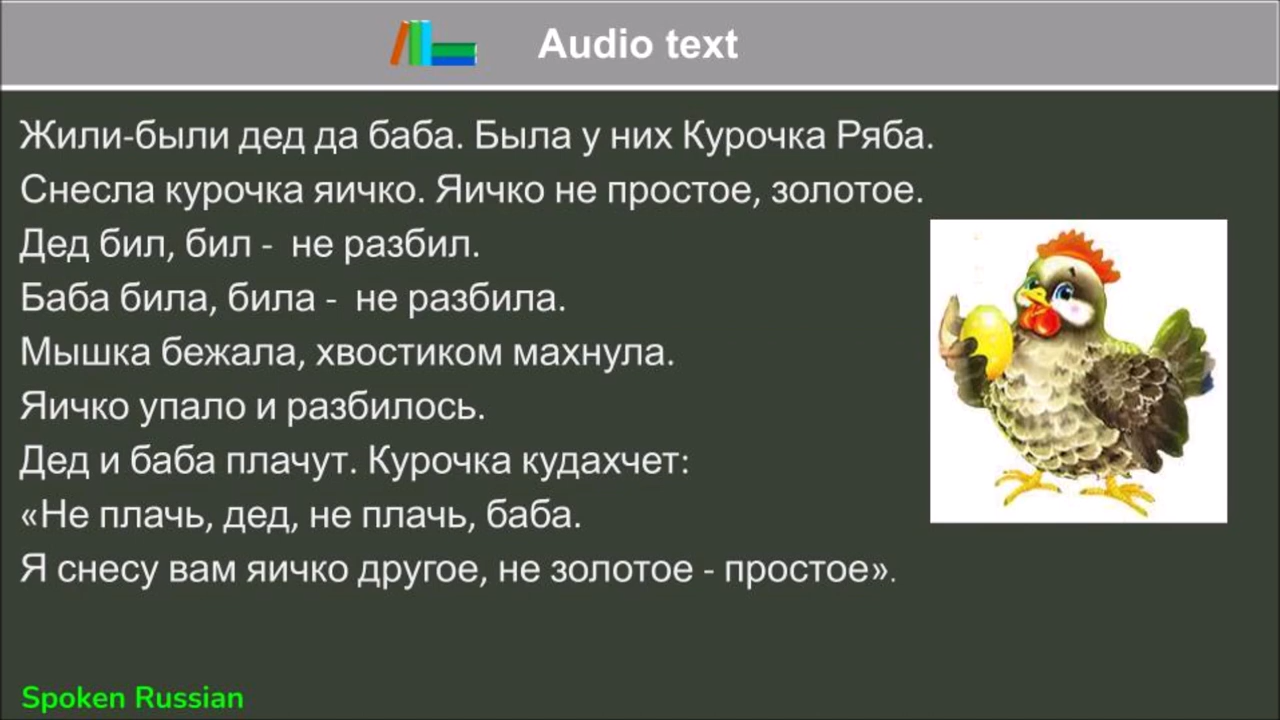 Audio text
Жили-были дед да баба. Была у них Курочка Ряба.
Снесла курочка яичко. Яичко не простое, золотое.
Дед бил, бил -  не разбил.
Баба била, била -  не разбила.
Мышка бежала, хвостиком махнула.
Яичко упало и разбилось.
Дед и баба плачут. Курочка кудахчет:
«Не плачь, дед, не плачь, баба.
Я снесу вам яичко другое, не золотое - простое».
Spoken Russian